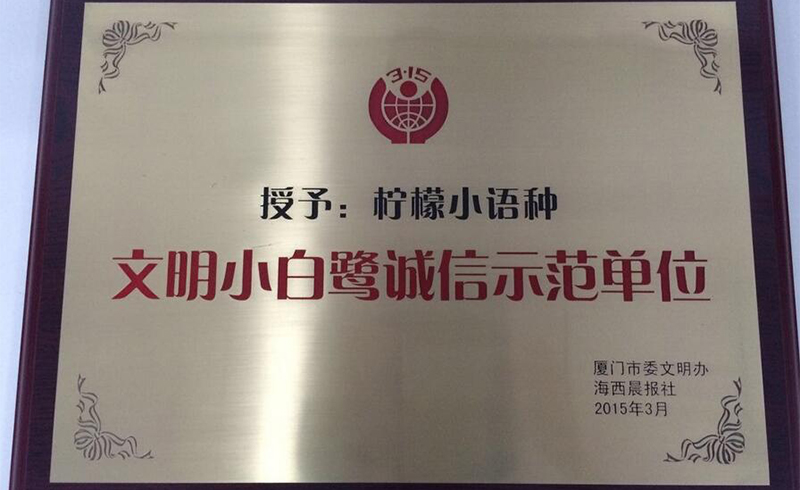 3·15
授予：柠檬小语种
文明小白鹭诚信示范单位
厦门市委文明办
海西晨报社
2015年3月